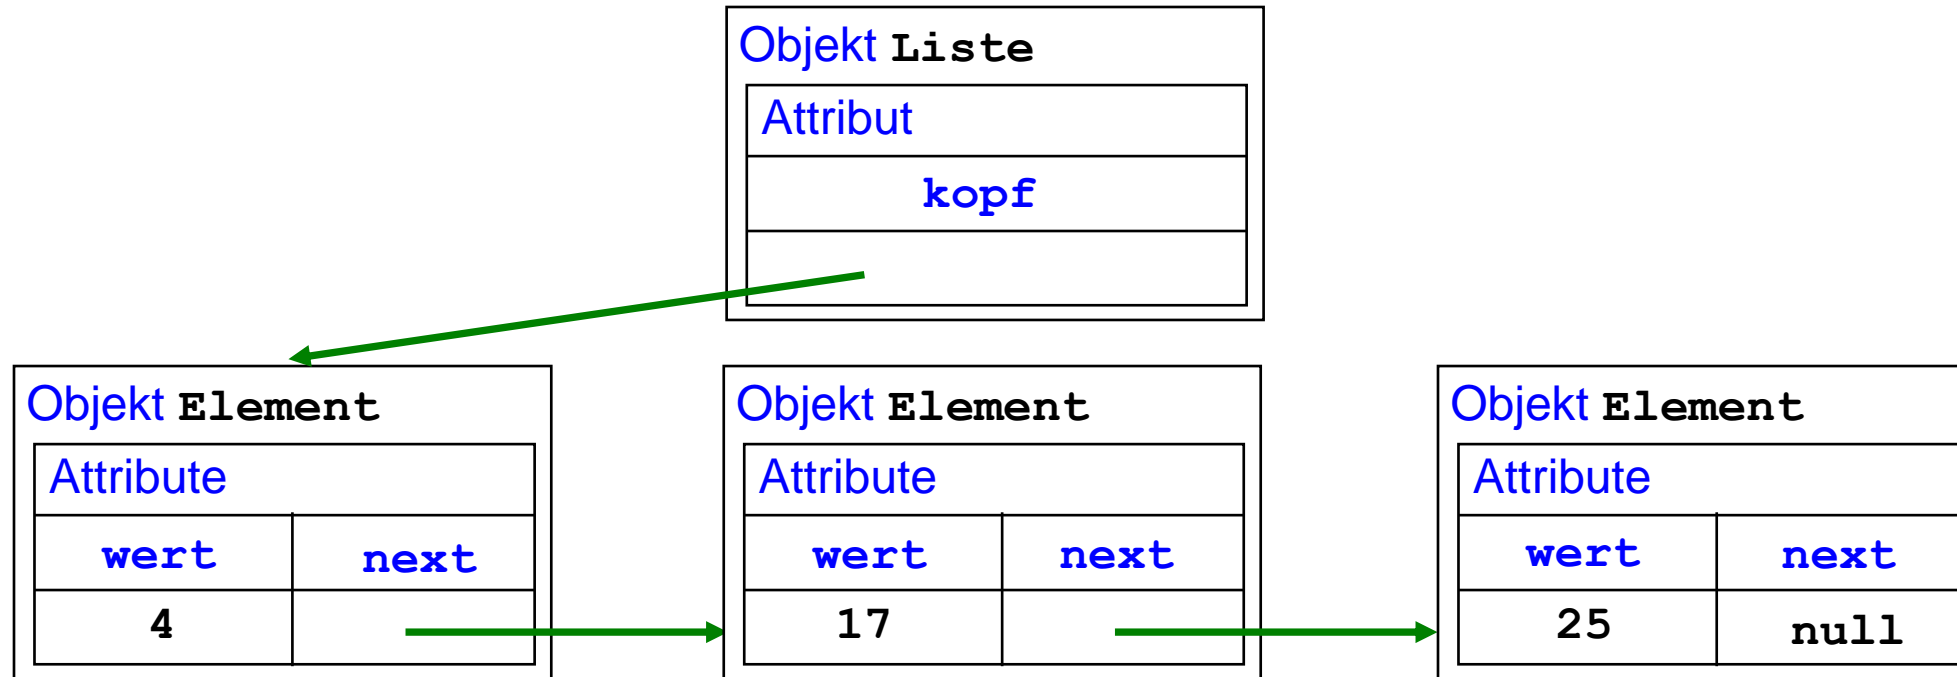 Objekt Liste
Attribut
kopf
Objekt Element
Attribute
wert next
4
Objekt Element
Attribute
wert next
17
Objekt Element
Attribute
wert next
25 null